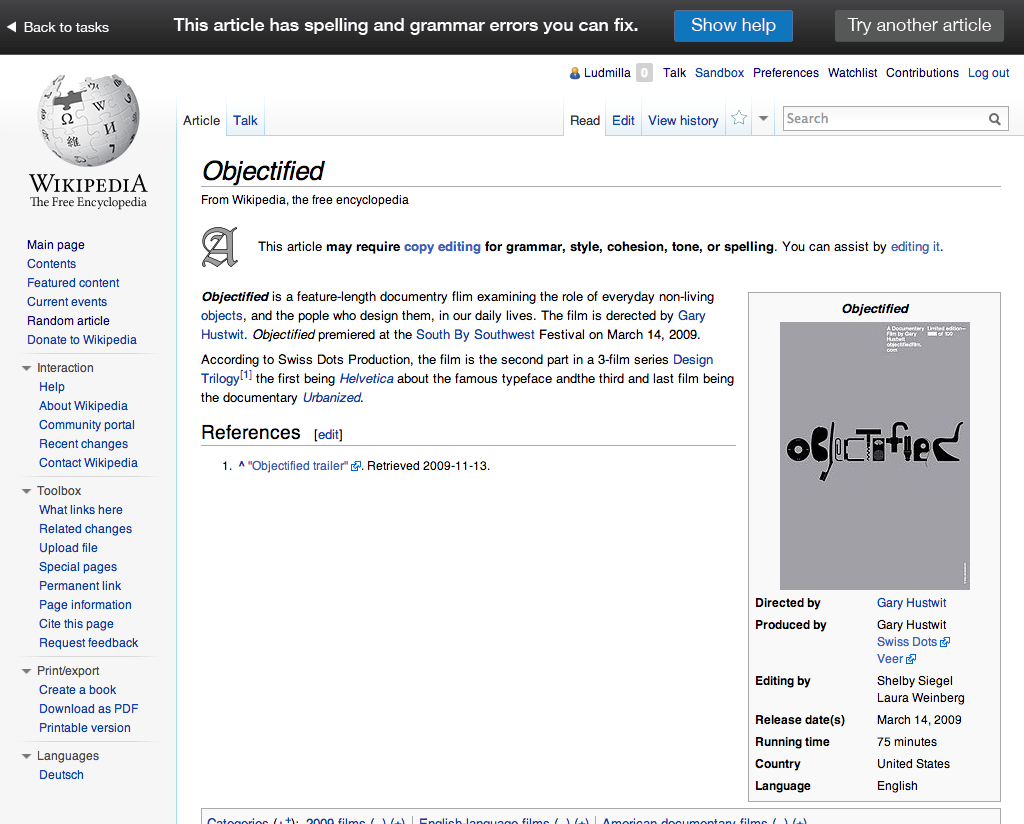 Back to tasks
This article has spelling and grammar errors you can fix.
Show help
Try another article
Ludmilla 0 Talk Sandbox Preferences Watchlist Contributions Log out
Article Talk
Read Edit View history
Search
WIKIPEDIA
The Free Encyclopedia
Main page
Contents
Featured content
Current events
Random article
Donate to Wikipedia
Interaction
Help
About Wikipedia
Community portal
Recent changes
Contact Wikipedia
Toolbox
What links here
Related changes
Upload file
Special pages
Permanent link
Page information
Cite this page
Request feedback
Print/export
Create a book
Download as PDF
Printable version
Languages
Deutsch
Objectified
From Wikipedia, the free encyclopedia
This article may require copy editing for grammar, style, cohesion, tone, or spelling. You can assist by editing it.
Objectified is a feature-length documentry film examining the role of everyday non-living
objects, and the pople who design them, in our daily lives. The film is derected by Gary
Hustwit. Objectified premiered at the South By Southwest Festival on March 14, 2009.
According to Swiss Dots Production, the film is the second part in a 3-film series Design
Trilogy[1] the first being Helvetica about the famous typeface andthe third and last film being
the documentary Urbanized.
References [edit]
1. ^ "Objectified trailer". Retrieved 2009-11-13.
Objectified
A Documentary Limited edition—
Film by Gary
Hustwit
objectifiedfilm.
com
of 100
objectified
Directed by Gary Hustwit
Produced by Gary Hustwit
Swiss Dots
Veer
Editing by Shelby Siegel
Laura Weinberg
Release date(s) March 14, 2009
Running time 75 minutes
Country United States
Language English
Categories (++): 2009 films (-) (±) | English-language films (-) (±) | American documentary films (-) (±)